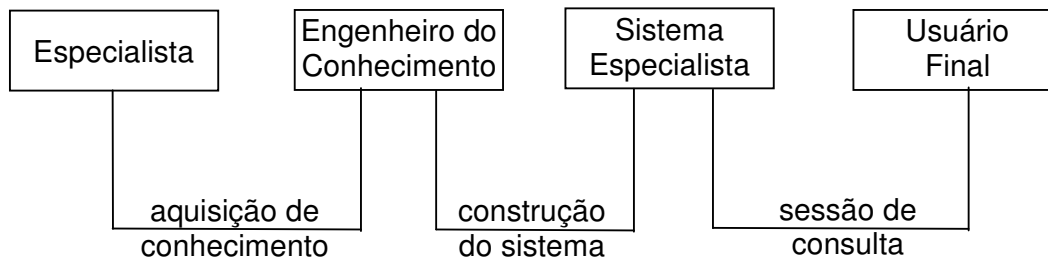 Especialista
Engenheiro do
Conhecimento
Sistema
Especialista
Usuário
Final
aquisição de
conhecimento
construção
do sistema
sessão de
consulta